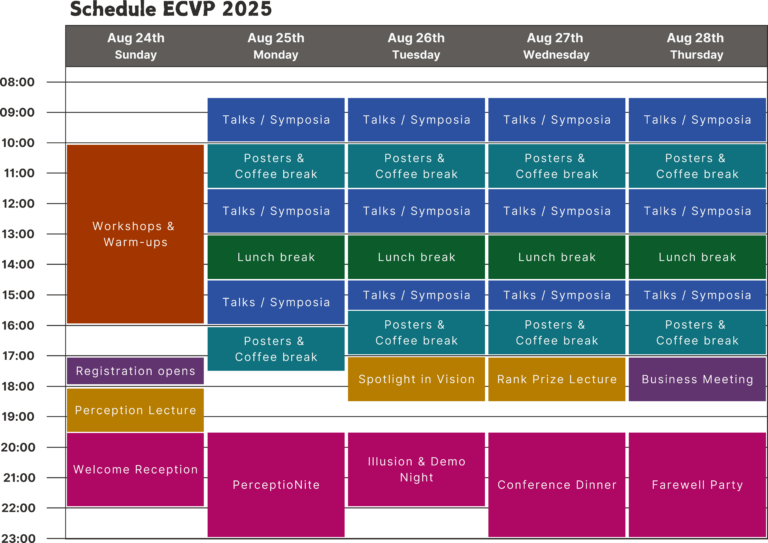 Schedule ECVP 2025
Aug 24th
Sunday
Aug 25th
Monday
Aug 26th
Tuesday
Aug 27th
Wednesday
Aug 28th
Thursday
08:00
09:00
Talks / Symposia
Talks / Symposia
Talks / Symposia
Talks / Symposia
10:00
Posters &
Coffee break
Posters &
Coffee break
Posters &
Coffee break
Posters &
Coffee break
11:00
12:00
Talks / Symposia
Talks / Symposia
Talks / Symposia
Talks / Symposia
Workshops &
Warm-ups
13:00
14:00
Lunch break
Lunch break
Lunch break
Lunch break
15:00
Talks / Symposia
Talks / Symposia
Talks / Symposia
Talks / Symposia
16:00
Posters &
Coffee break
Posters &
Coffee break
Posters &
Coffee break
Posters &
Coffee break
17:00
Registration opens
Spotlight in Vision
Rank Prize Lecture
Business Meeting
18:00
Perception Lecture
19:00
20:00
Welcome Reception
PerceptioNite
Illusion & Demo
Night
Conference Dinner
Farewell Party
21:00
22:00
23:00